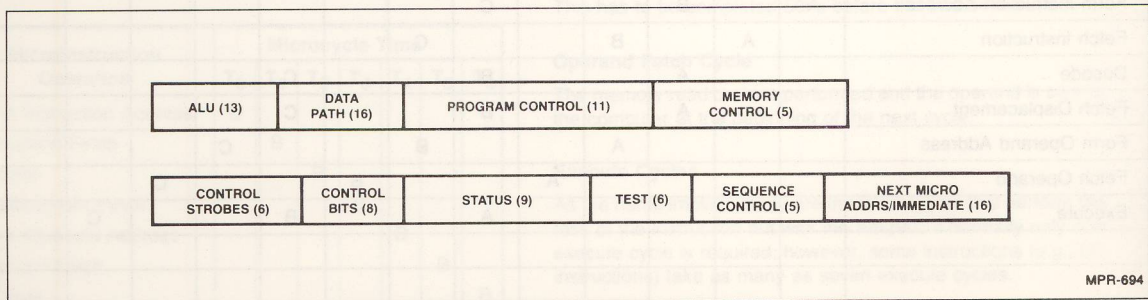 ALU (13)
DATA
PATH (16)
PROGRAM CONTROL (11)
MEMORY
CONTROL (5)
CONTROL
STROBES (6)
CONTROL
BITS (8)
STATUS (9)
TEST (6)
SEQUENCE
CONTROL (5)
NEXT MICRO
ADDRS/IMMEDIATE (16)
MPR-694